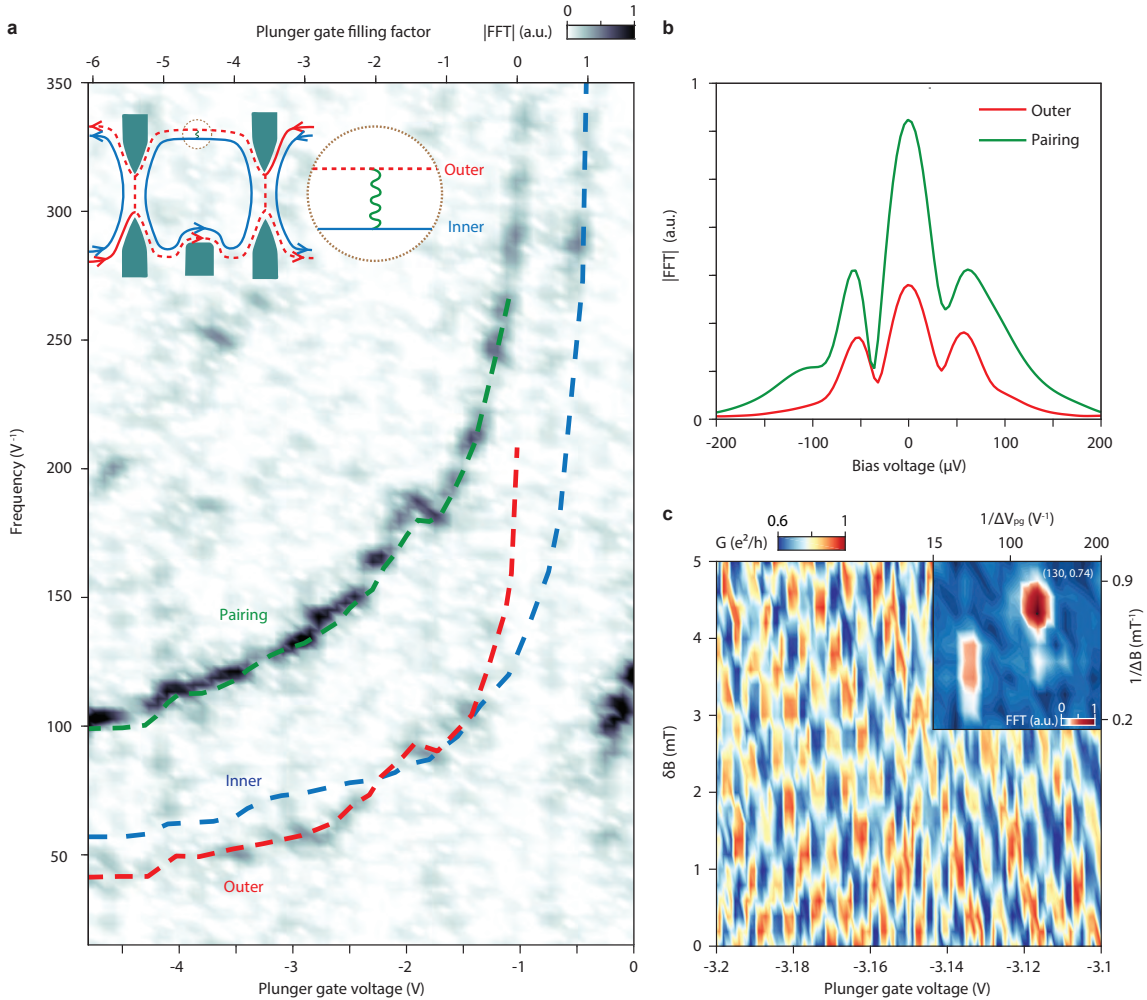 a
Plunger gate filling factor
|FFT| (a.u.)
0 1
-6 -5 -4 -3 -2 -1 0 1
350
300
250
200
150
100
50
Frequency (V⁻¹)
Outer
Inner
Pairing
Inner
Outer
-4 -3 -2 -1 0
Plunger gate voltage (V)
b
1
0
|FFT| (a.u.)
Outer
Pairing
-200 -100 0 100 200
Bias voltage (μV)
c
G (e²/h)
0.6 1
1/ΔVpg (V⁻¹)
15 100 200
(130, 0.74)
0.9
0.2
1/ΔB (mT⁻¹)
FFT (a.u.)
0 1
5
4
3
2
1
0
δB (mT)
-3.2 -3.18 -3.16 -3.14 -3.12 -3.1
Plunger gate voltage (V)